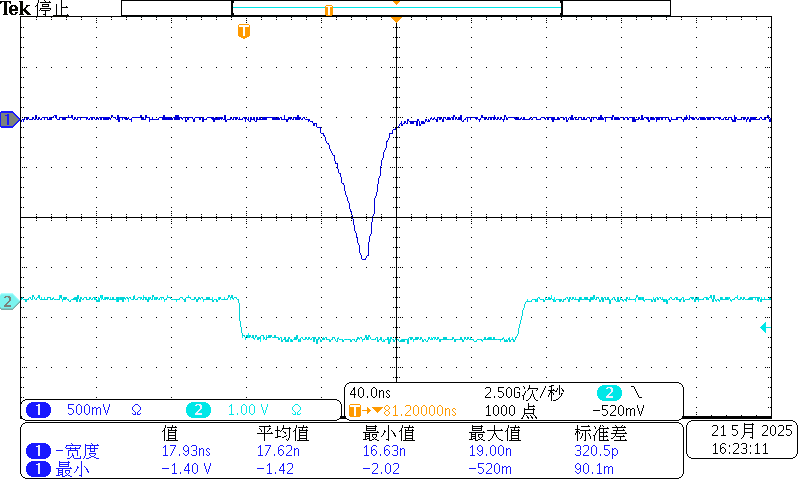 Tek 停止
T
T
1
2
1 500mV Ω 2 1.00 V Ω
40.0ns 2.50G次/秒 2
T→▼81.20000ns 1000 点 -520mV
值 平均值 最小值 最大值 标准差
1 -宽度 17.93ns 17.62n 16.63n 19.00n 320.5p
1 最小 -1.40 V -1.42 -2.02 -520m 90.1m
21 5月 2025
16:23:11